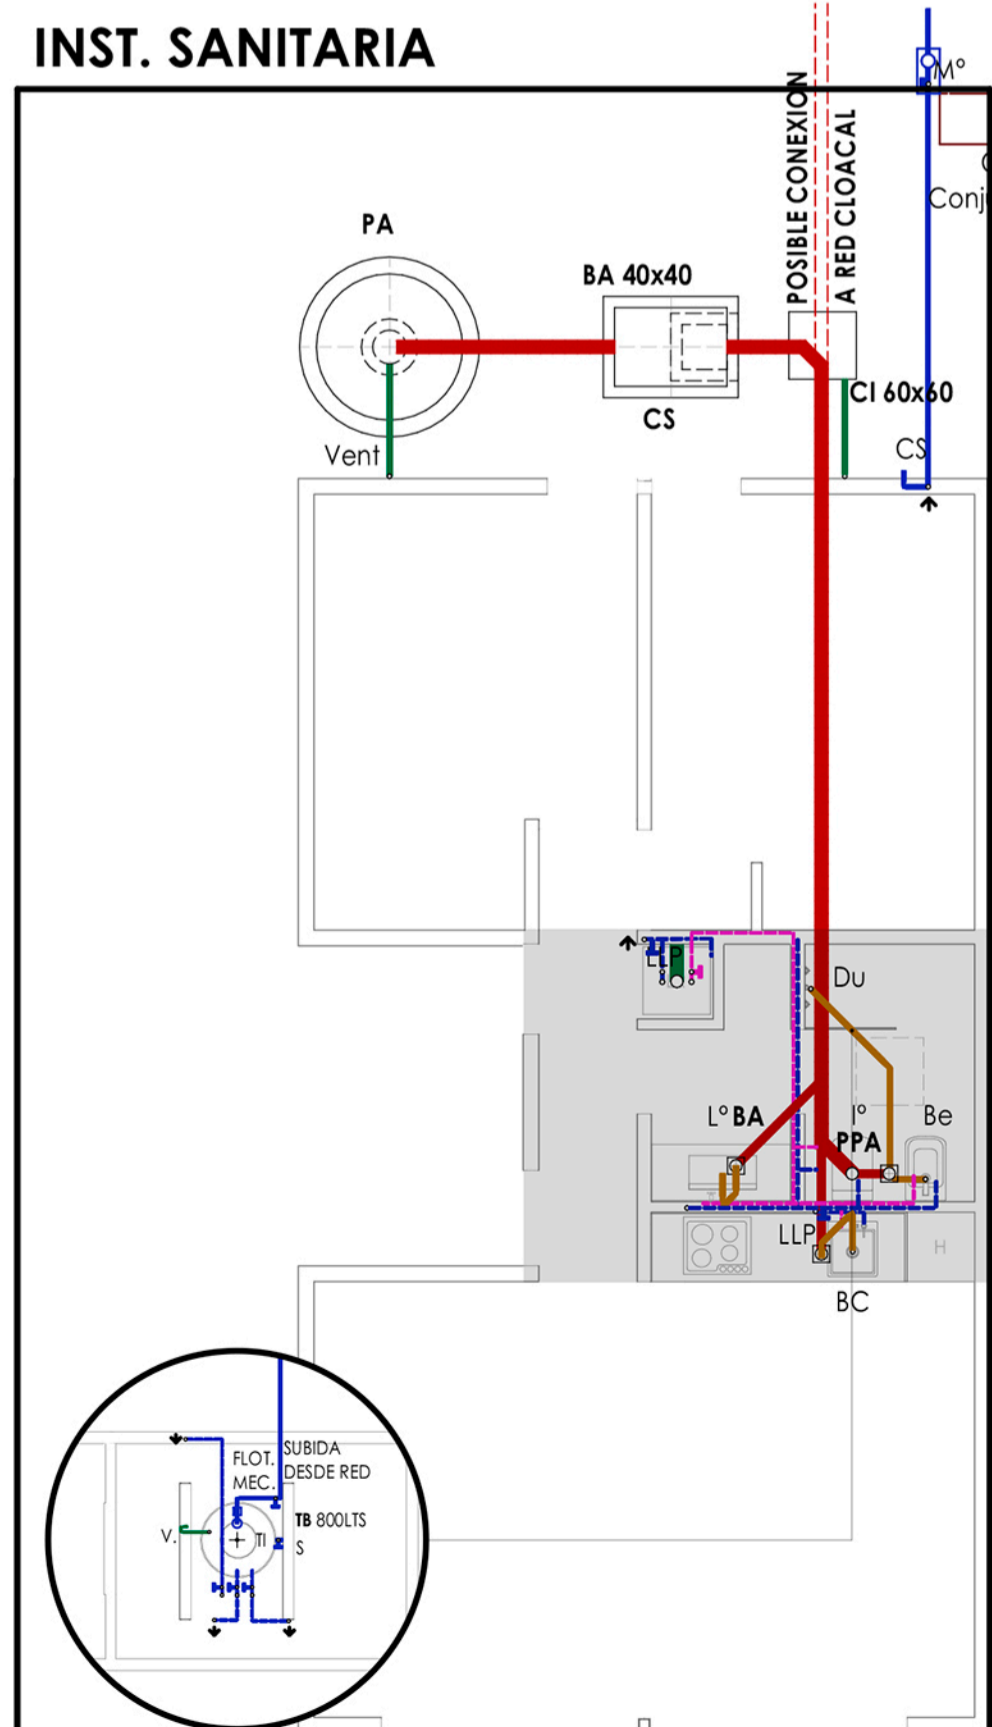 INST. SANITARIA
M°
POSIBLE CONEXION
A RED CLOACAL
Conj
PA
BA 40x40
CI 60x60
CS
CS
Vent
LLP
Du
L° BA
I°
Be
PPA
LLP
H
BC
FLOT.
MEC.
SUBIDA
DESDE RED
TB 800LTS
V.
TI
S